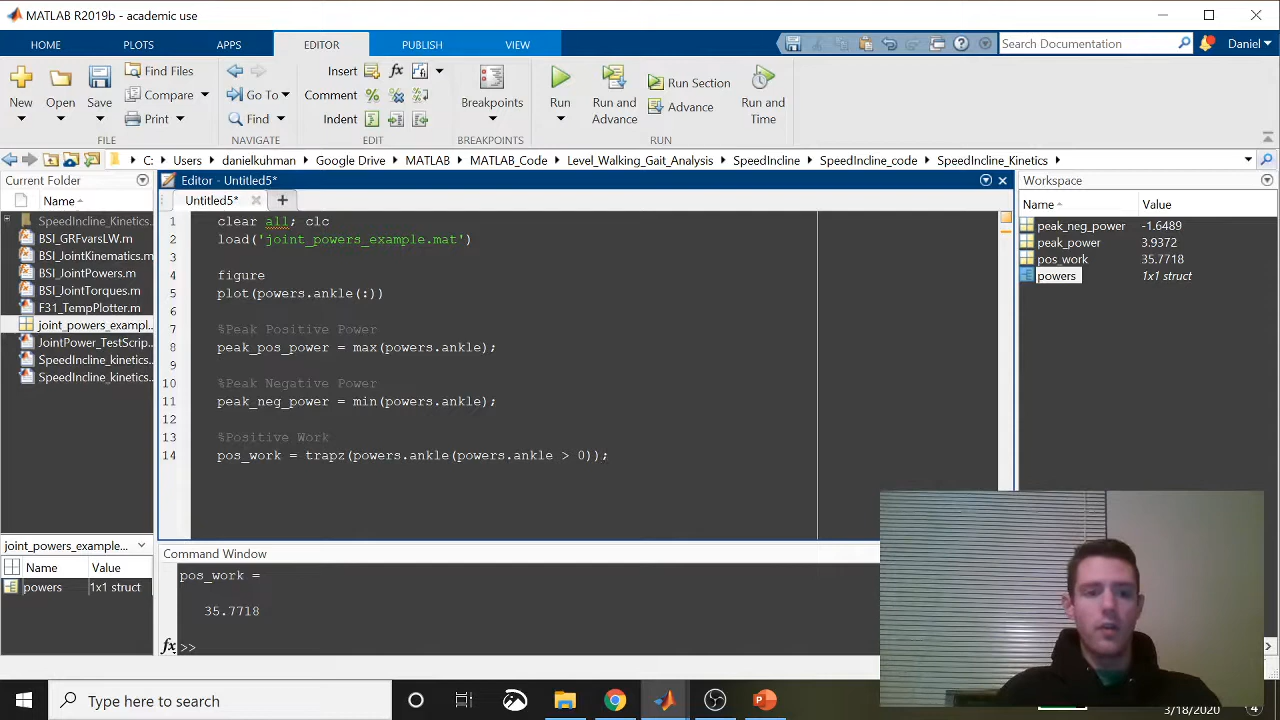 MATLAB R2019b - academic use
HOME PLOTS APPS EDITOR PUBLISH VIEW Search Documentation Daniel
New Open Save Find Files Compare Print
Go To Find
Insert fx Comment % Indent
Breakpoints
Run Run and Advance Run Section Advance Run and Time
FILE NAVIGATE EDIT BREAKPOINTS RUN
C: Users danielkuhman Google Drive MATLAB MATLAB_Code Level_Walking_Gait_Analysis SpeedIncline SpeedIncline_code SpeedIncline_Kinetics
Current Folder
Name
SpeedIncline_Kinetics.
BSI_GRFvarsLW.m
BSI_JointKinematics.m
BSI_JointPowers.m
BSI_JointTorques.m
F31_TempPlotter.m
joint_powers_exampl...
JointPower_TestScrip...
SpeedIncline_kinetics...
SpeedIncline_kinetics...
joint_powers_example...
Name Value
powers 1x1 struct
Editor - Untitled5*
Untitled5* +
1 clear all; clc
2 load('joint_powers_example.mat')
3
4 figure
5 plot(powers.ankle(:))
6
7 %Peak Positive Power
8 peak_pos_power = max(powers.ankle);
9
10 %Peak Negative Power
11 peak_neg_power = min(powers.ankle);
12
13 %Positive Work
14 pos_work = trapz(powers.ankle(powers.ankle > 0));
Command Window
pos_work =
35.7718
fx >>
Workspace
Name Value
peak_neg_power -1.6489
peak_power 3.9372
pos_work 35.7718
powers 1x1 struct
Type here to search
3/18/2020 4